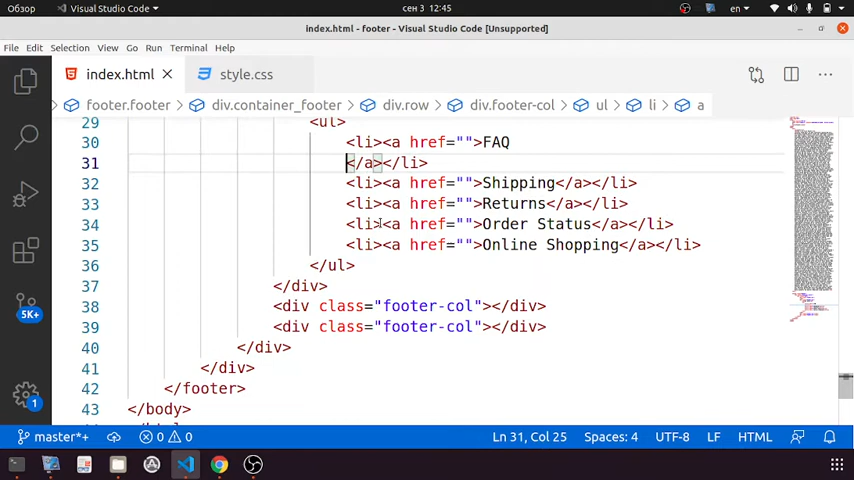 Обзор Visual Studio Code сен 3 12:45 en
index.html - footer - Visual Studio Code [Unsupported]
File Edit Selection View Go Run Terminal Help
index.html style.css
footer.footer div.container_footer div.row div.footer-col ul li a
29 <ul>
30 <li><a href="">FAQ
31 </a></li>
32 <li><a href="">Shipping</a></li>
33 <li><a href="">Returns</a></li>
34 <li><a href="">Order Status</a></li>
35 <li><a href="">Online Shopping</a></li>
36 </ul>
37 </div>
38 <div class="footer-col"></div>
39 <div class="footer-col"></div>
40 </div>
41 </div>
42 </footer>
43 </body>
5K+
1
master*+ 0 0 Ln 31, Col 25 Spaces: 4 UTF-8 LF HTML